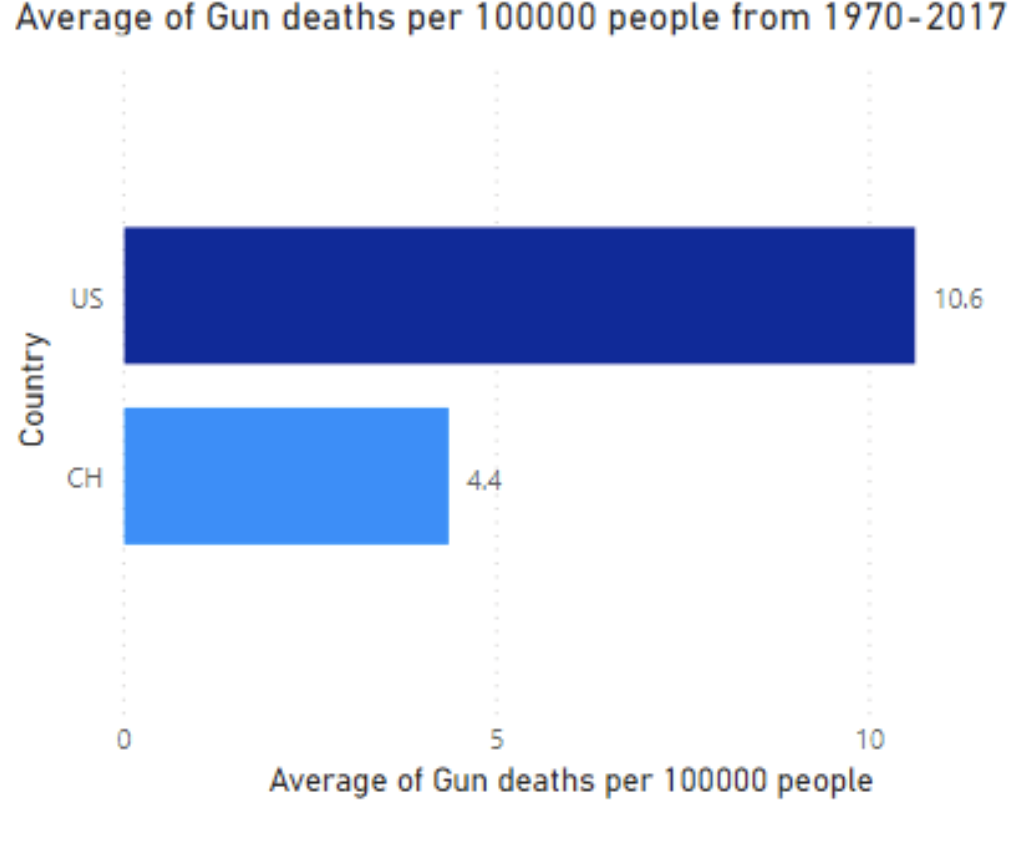 Average of Gun deaths per 100000 people from 1970-2017
US
10.6
Country
CH
4.4
0 5 10
Average of Gun deaths per 100000 people